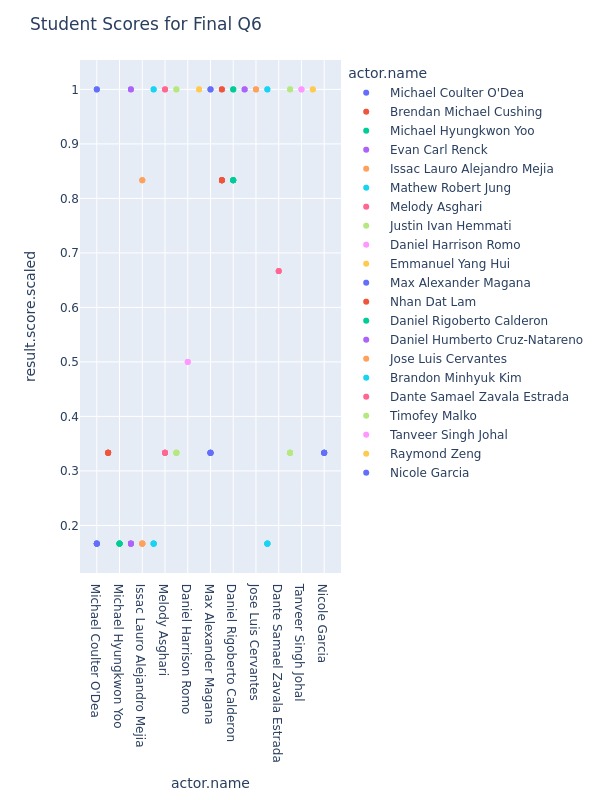 Student Scores for Final Q6
actor.name
Michael Coulter O'Dea
Brendan Michael Cushing
Michael Hyungkwon Yoo
Evan Carl Renck
Issac Lauro Alejandro Mejia
Mathew Robert Jung
Melody Asghari
Justin Ivan Hemmati
Daniel Harrison Romo
Emmanuel Yang Hui
Max Alexander Magana
Nhan Dat Lam
Daniel Rigoberto Calderon
Daniel Humberto Cruz-Natareno
Jose Luis Cervantes
Brandon Minhyuk Kim
Dante Samael Zavala Estrada
Timofey Malko
Tanveer Singh Johal
Raymond Zeng
Nicole Garcia
result.score.scaled
1
0.9
0.8
0.7
0.6
0.5
0.4
0.3
0.2
Michael Coulter O'Dea
Michael Hyungkwon Yoo
Issac Lauro Alejandro Mejia
Melody Asghari
Daniel Harrison Romo
Max Alexander Magana
Daniel Rigoberto Calderon
Jose Luis Cervantes
Dante Samael Zavala Estrada
Tanveer Singh Johal
Nicole Garcia
actor.name